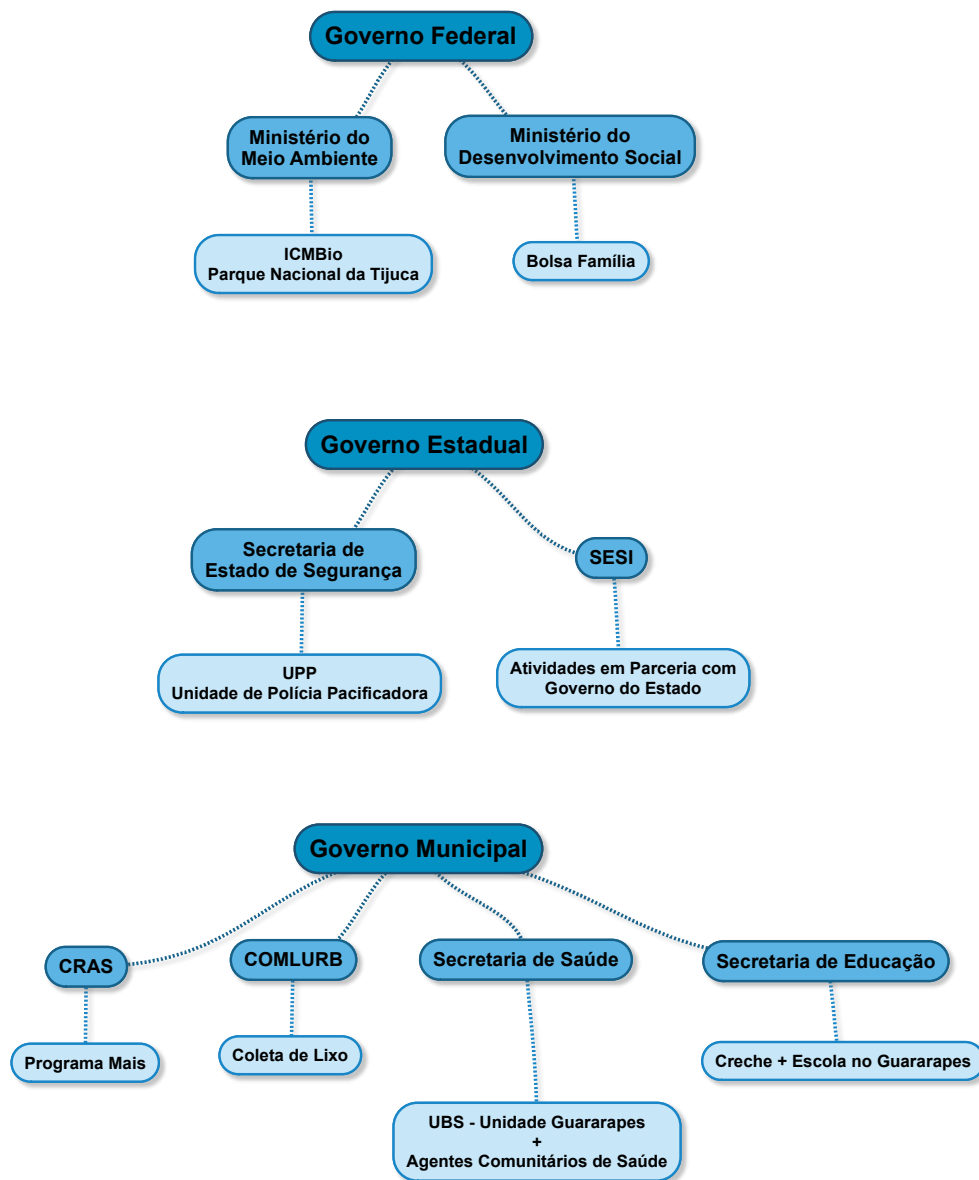 Governo Federal
Ministério do
Meio Ambiente
Ministério do
Desenvolvimento Social
ICMBio
Parque Nacional da Tijuca
Bolsa Família
Governo Estadual
Secretaria de
Estado de Segurança
SESI
UPP
Unidade de Polícia Pacificadora
Atividades em Parceria com
Governo do Estado
Governo Municipal
CRAS
COMLURB
Secretaria de Saúde
Secretaria de Educação
Programa Mais
Coleta de Lixo
Creche + Escola no Guararapes
UBS - Unidade Guararapes
+
Agentes Comunitários de Saúde